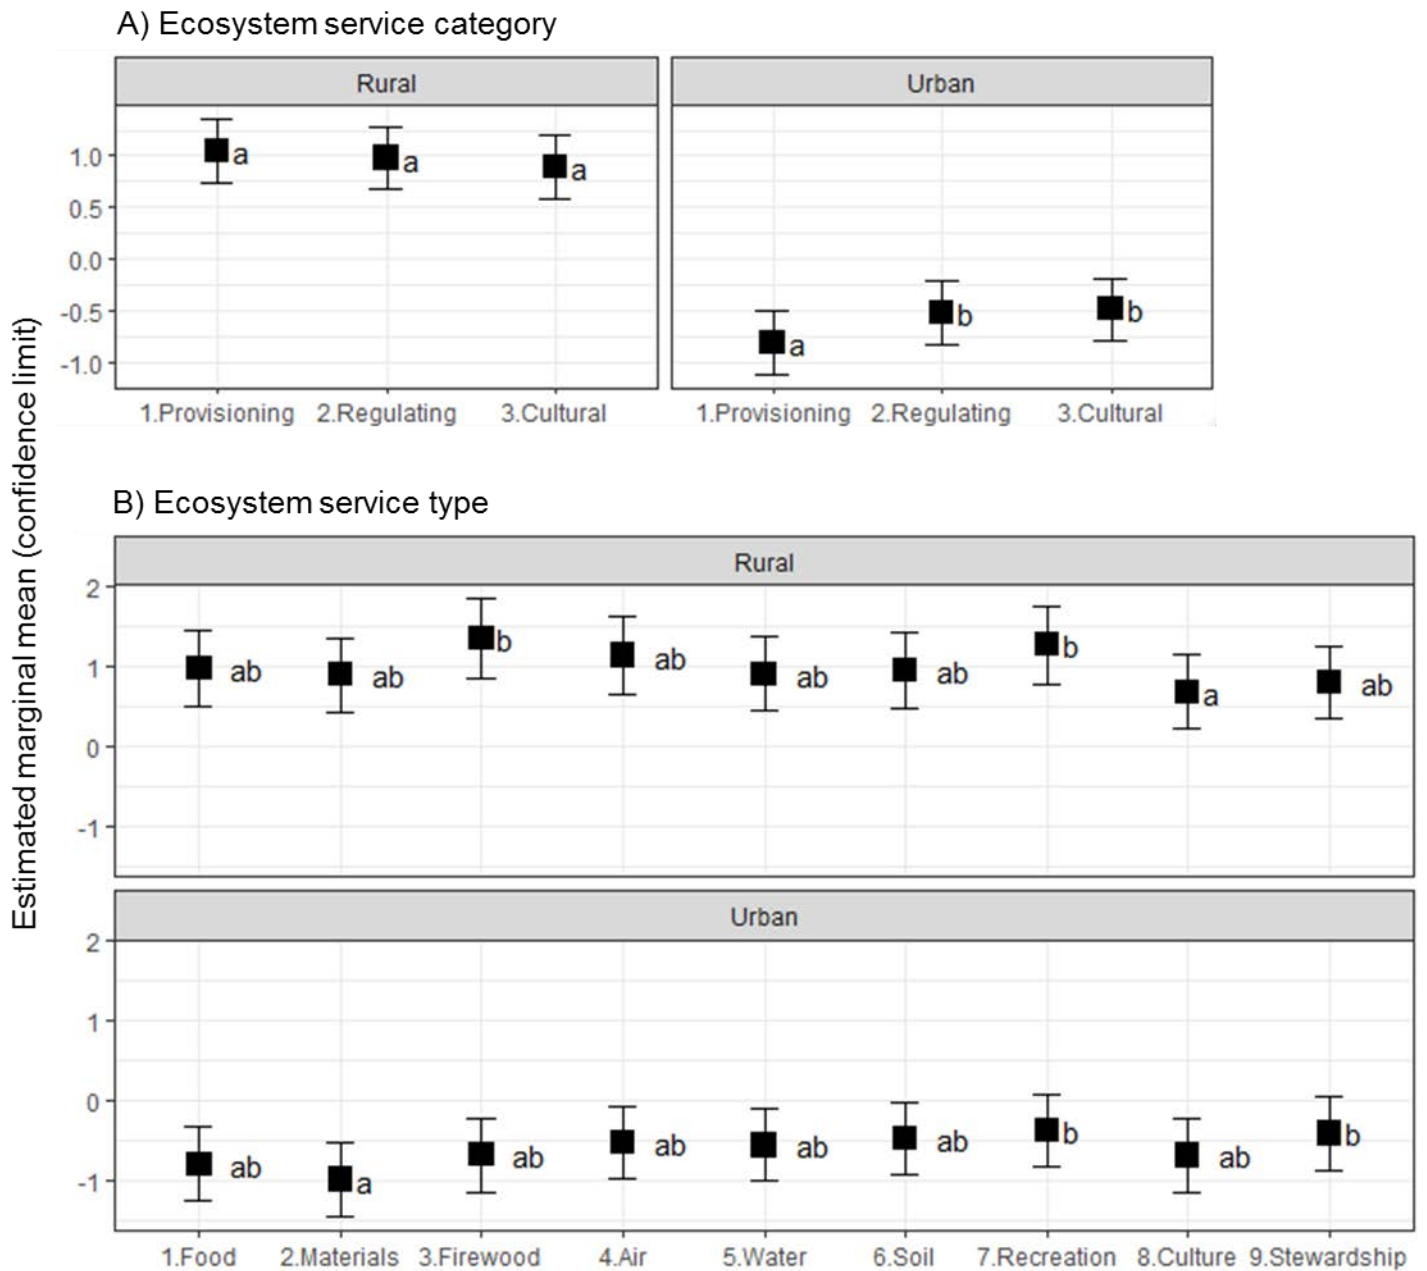 A) Ecosystem service category
Rural
Urban
1.0
0.5
0.0
-0.5
-1.0
a
a
a
a
b
b
1.Provisioning
2.Regulating
3.Cultural
1.Provisioning
2.Regulating
3.Cultural
Estimated marginal mean (confidence limit)
B) Ecosystem service type
Rural
2
1
0
-1
ab
ab
b
ab
ab
ab
b
a
ab
Urban
2
1
0
-1
ab
a
ab
ab
ab
ab
b
ab
b
1.Food
2.Materials
3.Firewood
4.Air
5.Water
6.Soil
7.Recreation
8.Culture
9.Stewardship